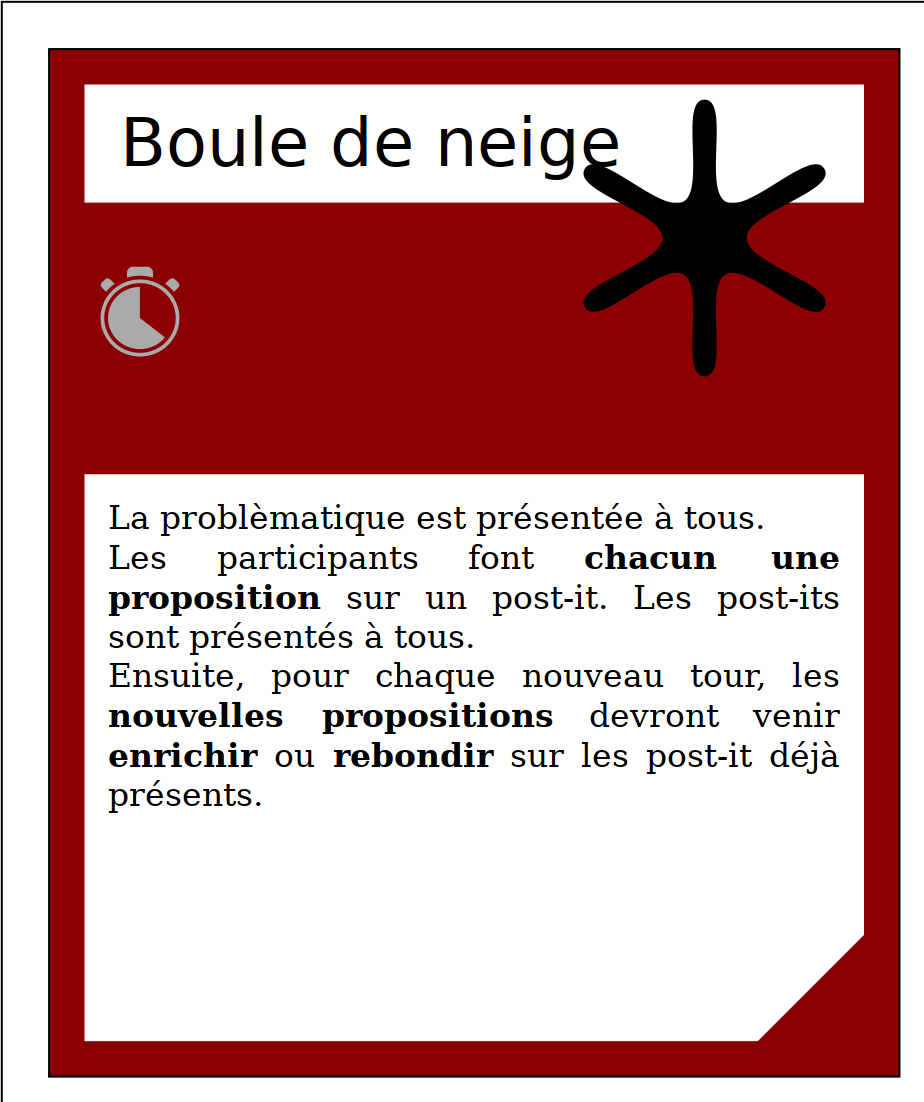 Boule de neige
La problèmatique est présentée à tous.
Les participants font chacun une
proposition sur un post-it. Les post-its
sont présentés à tous.
Ensuite, pour chaque nouveau tour, les
nouvelles propositions devront venir
enrichir ou rebondir sur les post-it déjà
présents.